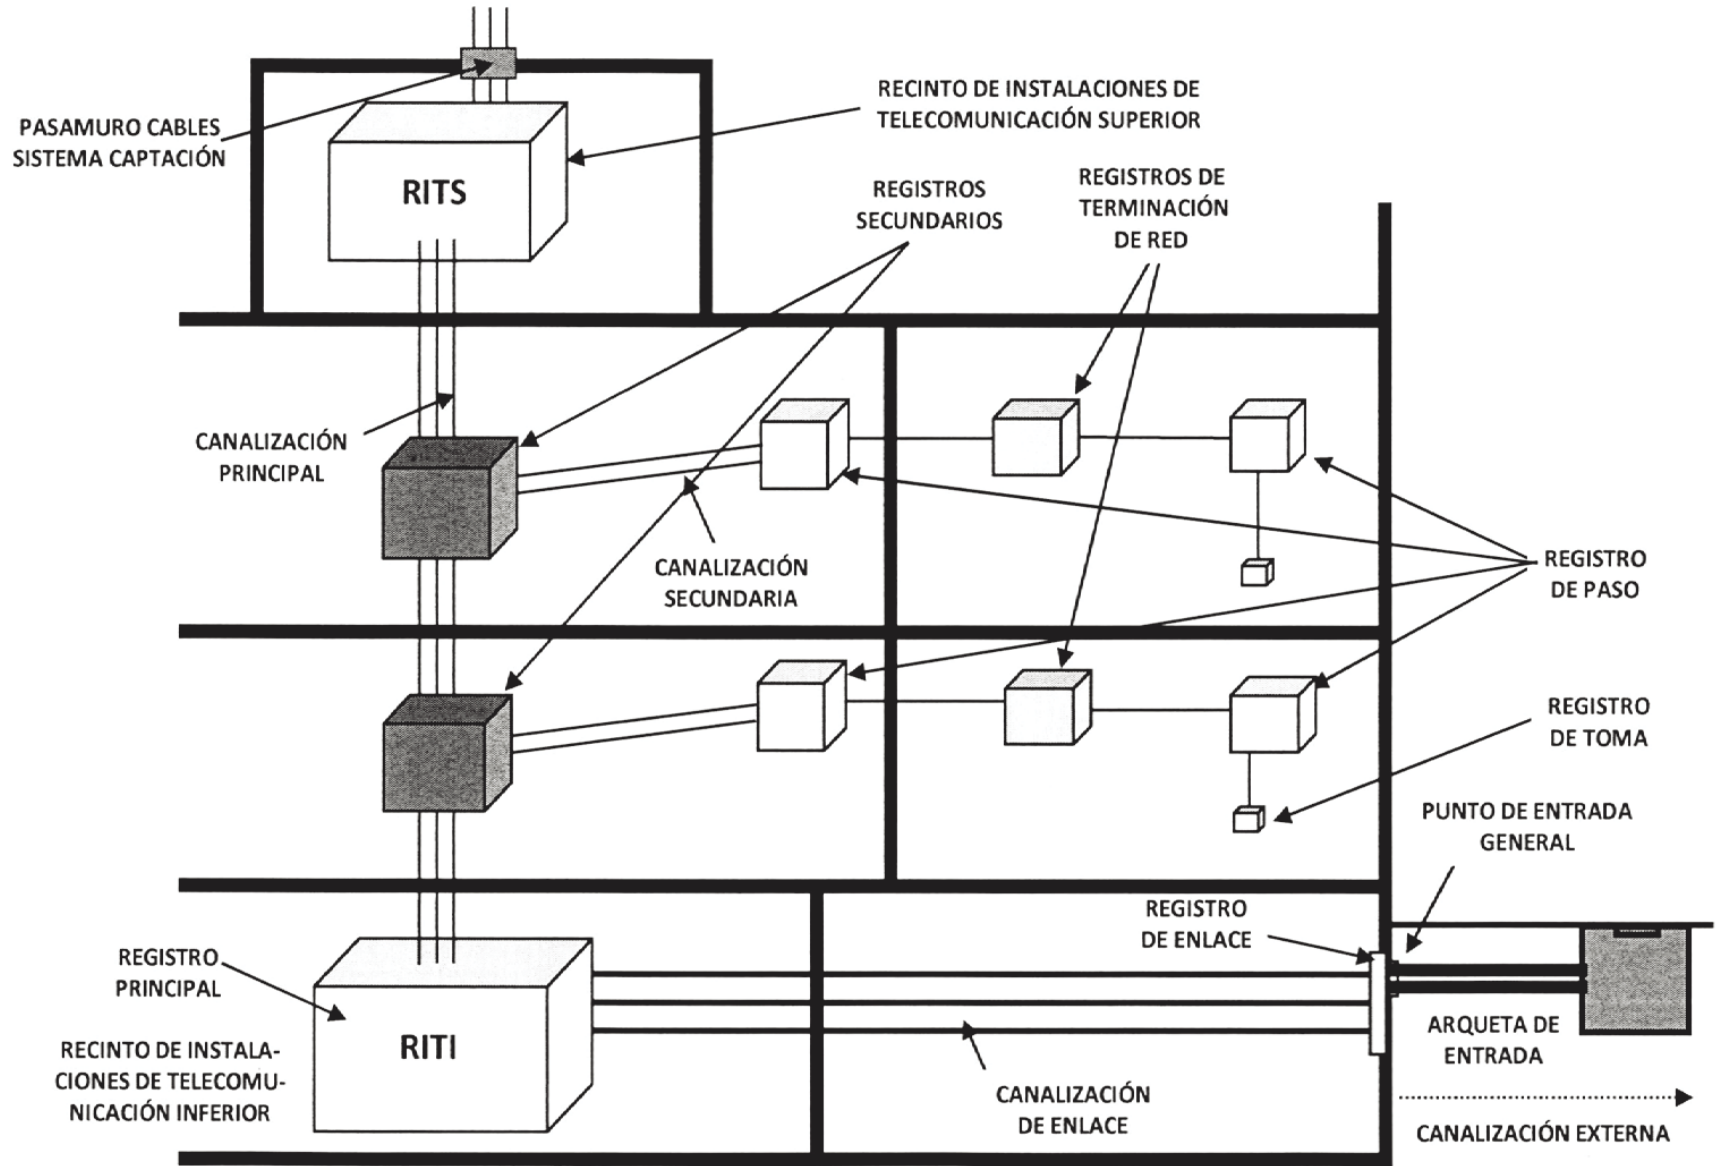 PASAMURO CABLES
SISTEMA CAPTACIÓN
RITS
RECINTO DE INSTALACIONES DE
TELECOMUNICACIÓN SUPERIOR
REGISTROS
SECUNDARIOS
REGISTROS DE
TERMINACIÓN
DE RED
CANALIZACIÓN
PRINCIPAL
CANALIZACIÓN
SECUNDARIA
REGISTRO
DE PASO
REGISTRO
DE TOMA
PUNTO DE ENTRADA
GENERAL
REGISTRO
DE ENLACE
REGISTRO
PRINCIPAL
RITI
RECINTO DE INSTALA-
CIONES DE TELECOMU-
NICACIÓN INFERIOR
CANALIZACIÓN
DE ENLACE
ARQUETA DE
ENTRADA
CANALIZACIÓN EXTERNA